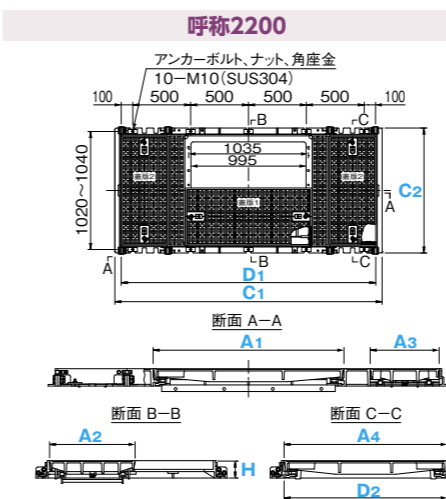 呼称2200
アンカーボルト、ナット、角座金
10−M10（SUS304）
100 500 500 500 500 100
B C
1035
995
1020〜1040
蓋版2 蓋版1 蓋版2
C2
A
A B C
D1
C1
断面 A−A
A1 A3
断面 B−B 断面 C−C
A2 A4
H
D2